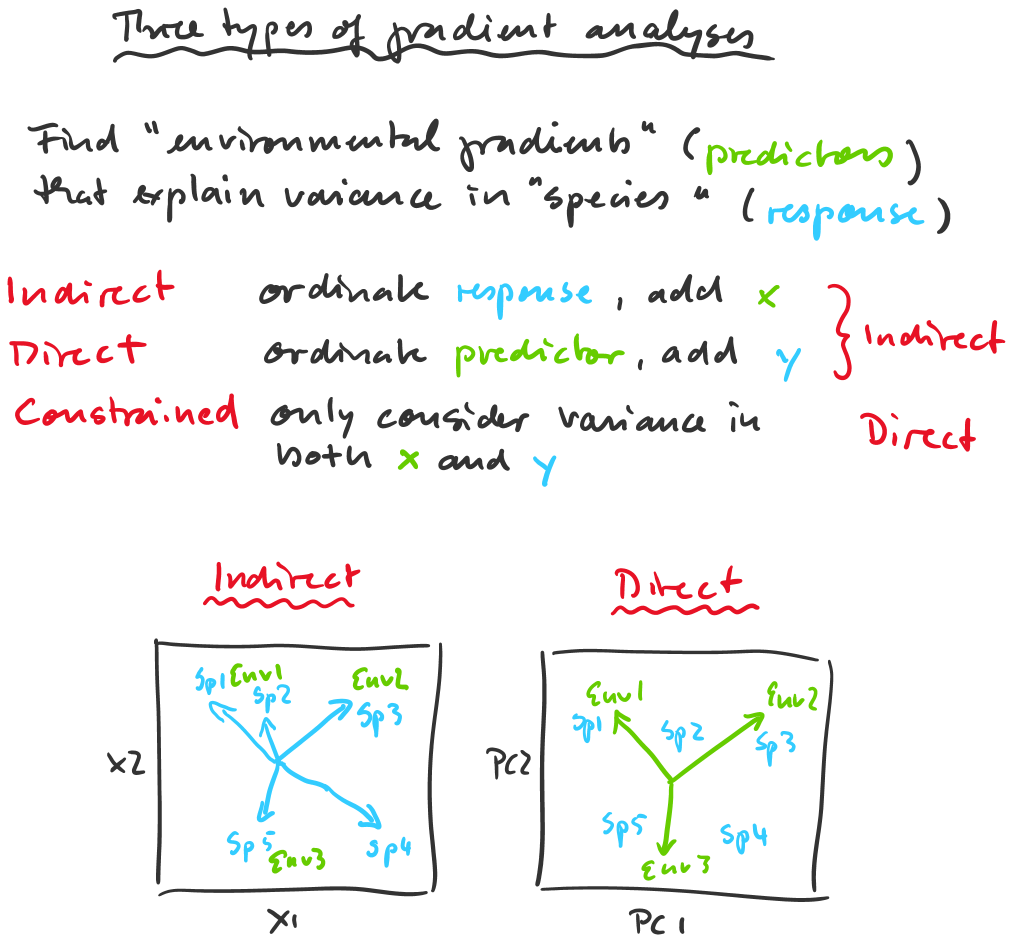 Three types of gradient analyses
Find "environmental gradients" (predictors)
that explain variance in "species" (response)
Indirect ordinate response, add x } Indirect
Direct ordinate predictor, add y
Constrained only consider variance in Direct
both x and y
Indirect
Sp1 Env1 Env2
Sp2 Sp3
X2
Sp5 Sp4
Env3
X1
Direct
Env1 Env2
Sp1 Sp2 Sp3
PC2
Sp5 Sp4
Env3
PC1